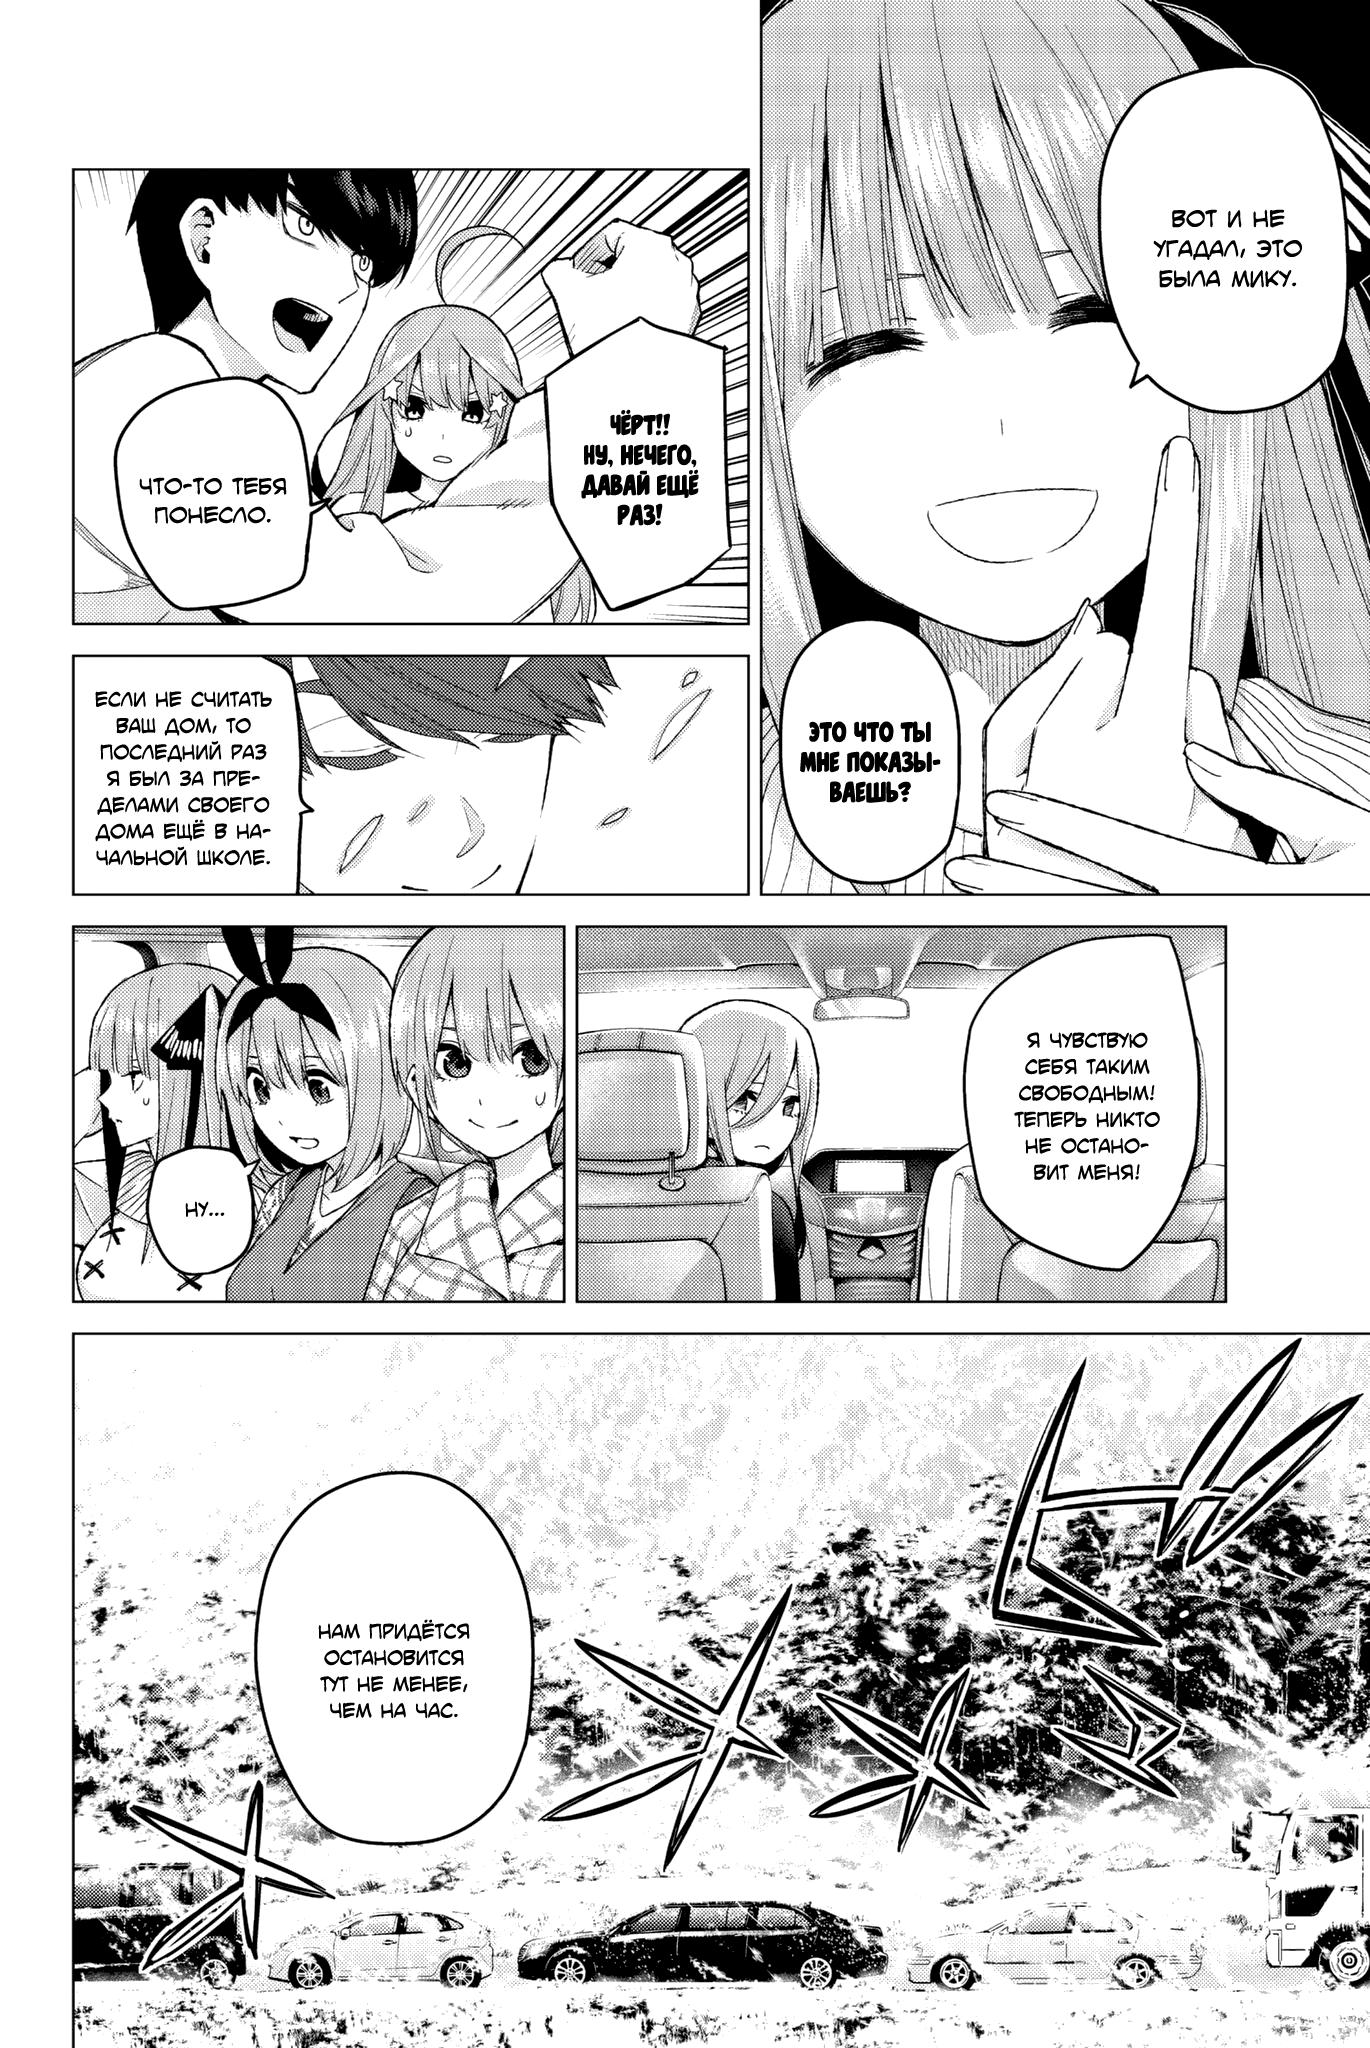 ВОТ И НЕ
УГАДАЛ, ЭТО
БЫЛА МИКУ.
ЭТО ЧТО ТЫ
МНЕ ПОКАЗЫ-
ВАЕШЬ?
ЧЁРТ!!
НУ, НЕЧЕГО,
ДАВАЙ ЕЩЁ
РАЗ!
ЧТО-ТО ТЕБЯ
ПОНЕСЛО.
ЕСЛИ НЕ СЧИТАТЬ
ВАШ ДОМ, ТО
ПОСЛЕДНИЙ РАЗ
Я БЫЛ ЗА ПРЕ-
ДЕЛАМИ СВОЕГО
ДОМА ЕЩЁ В НА-
ЧАЛЬНОЙ ШКОЛЕ.
Я ЧУВСТВУЮ
СЕБЯ ТАКИМ
СВОБОДНЫМ!
ТЕПЕРЬ НИКТО
НЕ ОСТАНО-
ВИТ МЕНЯ!
НУ...
НАМ ПРИДЁТСЯ
ОСТАНОВИТСЯ
ТУТ НЕ МЕНЕЕ,
ЧЕМ НА ЧАС.